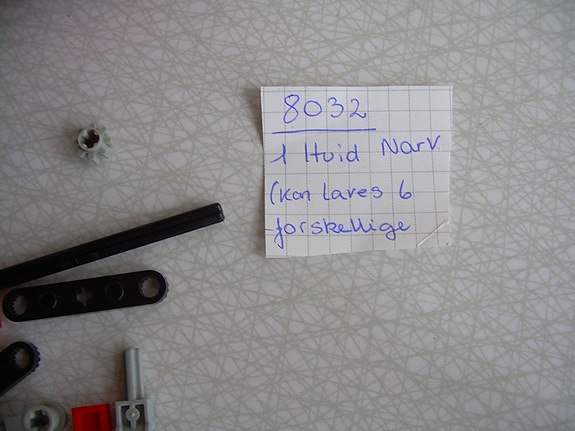 8032
1 Hvid Narv
(Kan Laves 6
forskellige